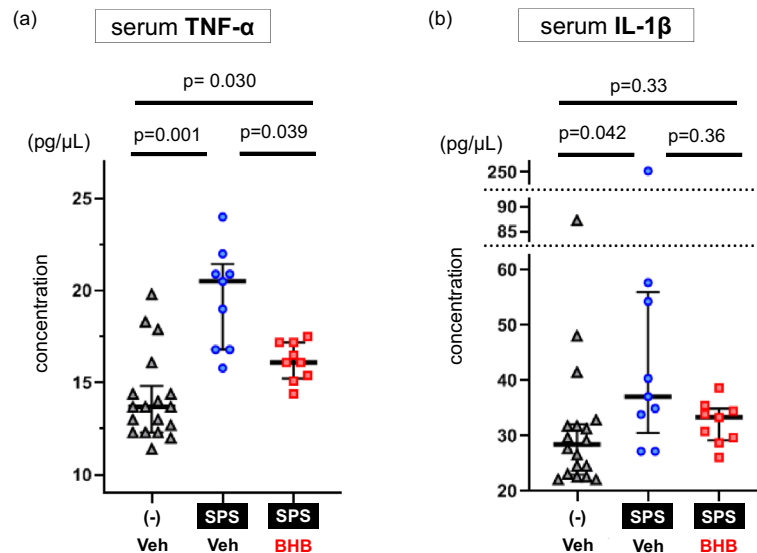 (a)
serum TNF-α
p= 0.030
p=0.001
p=0.039
(pg/µL)
concentration
25
20
15
10
(-)
SPS
SPS
Veh
Veh
BHB
(b)
serum IL-1β
p=0.33
p=0.042
p=0.36
(pg/µL)
concentration
250
90
85
60
50
40
30
20
(-)
SPS
SPS
Veh
Veh
BHB